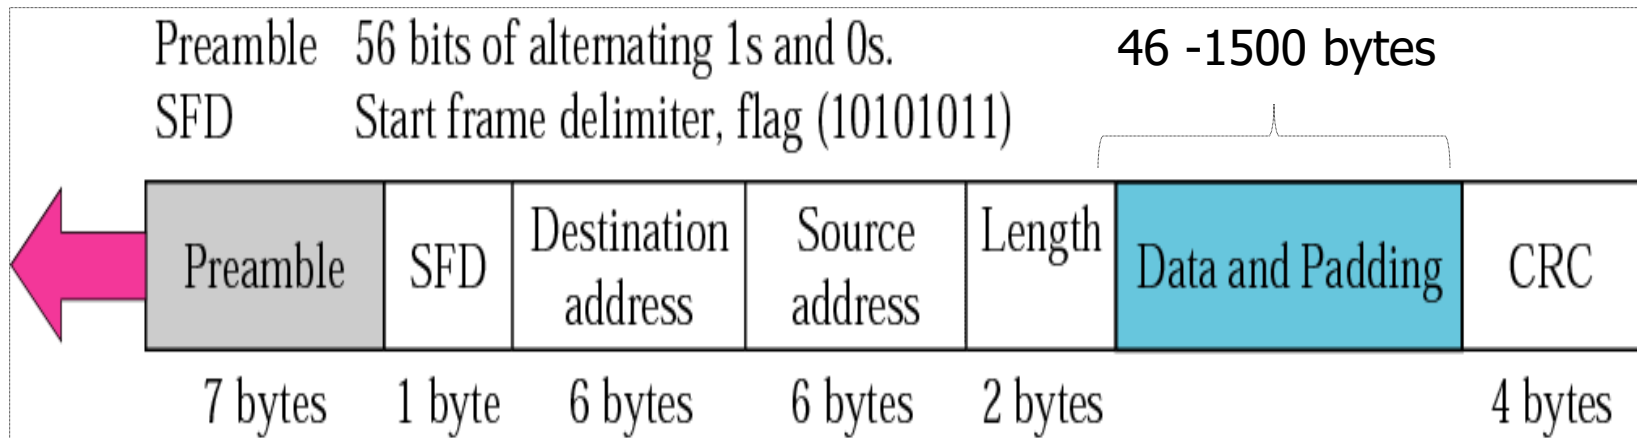 Preamble 56 bits of alternating 1s and 0s.
SFD Start frame delimiter, flag (10101011)
46 -1500 bytes
Preamble
SFD
Destination
address
Source
address
Length
Data and Padding
CRC
7 bytes
1 byte
6 bytes
6 bytes
2 bytes
4 bytes